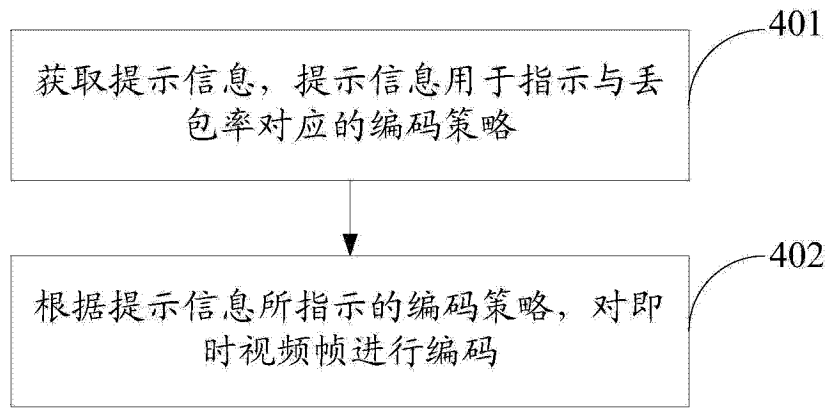 401
获取提示信息，提示信息用于指示与丢
包率对应的编码策略
402
根据提示信息所指示的编码策略，对即
时视频帧进行编码